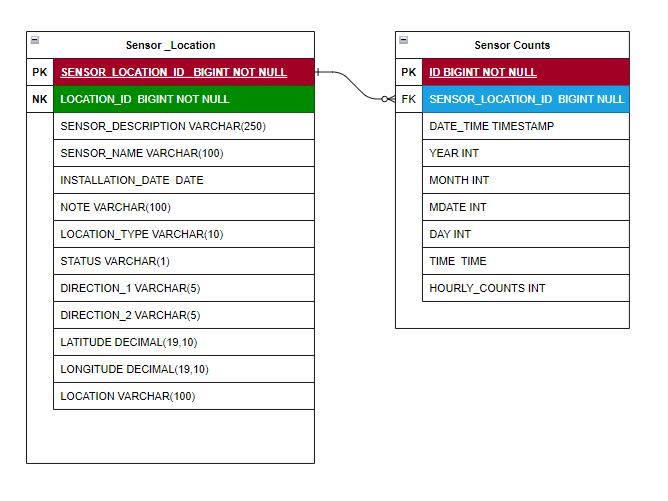 Sensor _Location
PK SENSOR_LOCATION_ID  BIGINT NOT NULL
NK LOCATION_ID  BIGINT NOT NULL
SENSOR_DESCRIPTION VARCHAR(250)
SENSOR_NAME VARCHAR(100)
INSTALLATION_DATE  DATE
NOTE VARCHAR(100)
LOCATION_TYPE VARCHAR(10)
STATUS VARCHAR(1)
DIRECTION_1 VARCHAR(5)
DIRECTION_2 VARCHAR(5)
LATITUDE DECIMAL(19,10)
LONGITUDE DECIMAL(19,10)
LOCATION VARCHAR(100)
Sensor Counts
PK ID BIGINT NOT NULL
FK SENSOR_LOCATION_ID  BIGINT NULL
DATE_TIME TIMESTAMP
YEAR INT
MONTH INT
MDATE INT
DAY INT
TIME  TIME
HOURLY_COUNTS INT